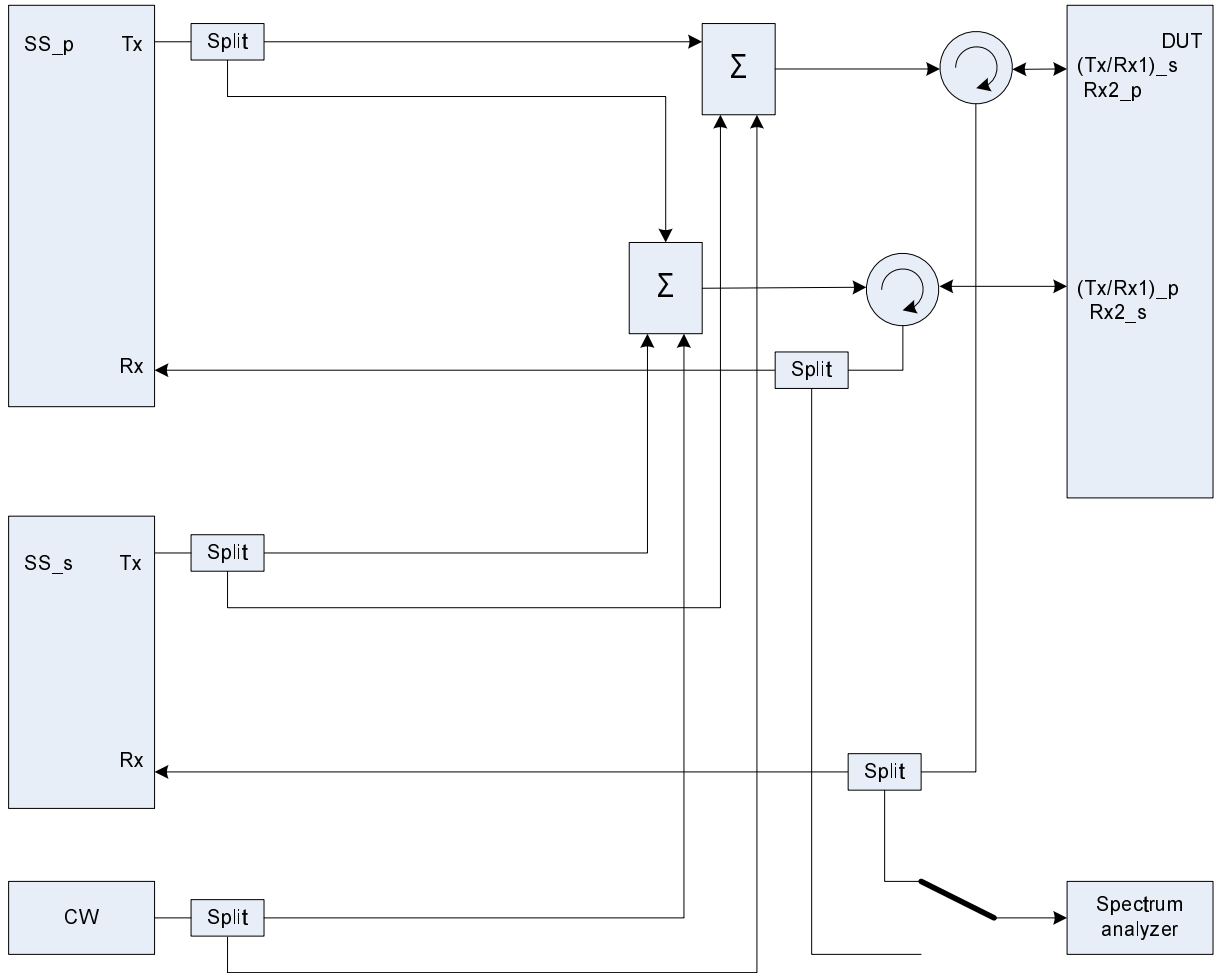 SS_p
Tx
Split
Σ
DUT
(Tx/Rx1)_s
Rx2_p
Σ
(Tx/Rx1)_p
Rx2_s
Rx
Split
SS_s
Tx
Split
Rx
Split
CW
Split
Spectrum
analyzer